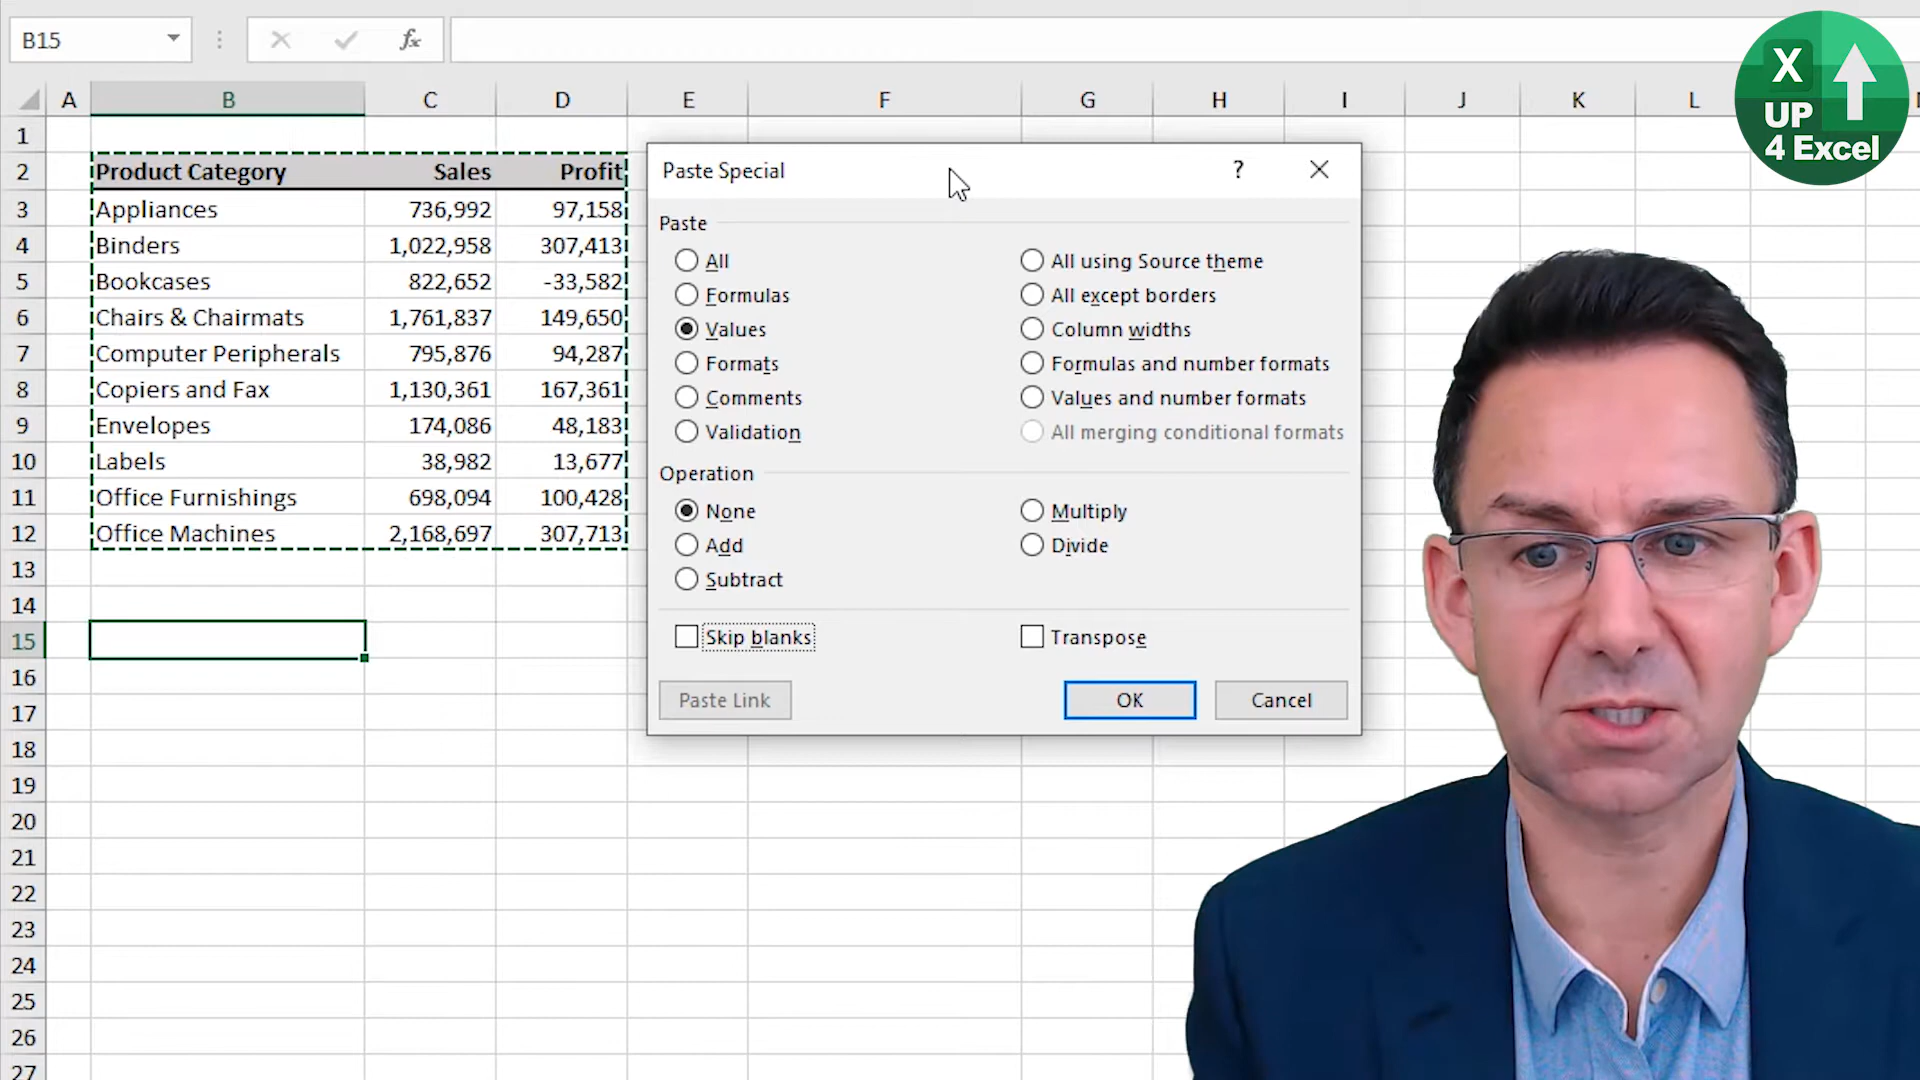 B15
fx
A B C D E F G H I J K L
1
2 Product Category Sales Profit
3 Appliances 736,992 97,158
4 Binders 1,022,958 307,413
5 Bookcases 822,652 -33,582
6 Chairs & Chairmats 1,761,837 149,650
7 Computer Peripherals 795,876 94,287
8 Copiers and Fax 1,130,361 167,361
9 Envelopes 174,086 48,183
10 Labels 38,982 13,677
11 Office Furnishings 698,094 100,428
12 Office Machines 2,168,697 307,713
13
14
15
16
17
18
19
20
21
22
23
24
25
26
27
Paste Special ?
Paste
All All using Source theme
Formulas All except borders
Values Column widths
Formats Formulas and number formats
Comments Values and number formats
Validation All merging conditional formats
Operation
None Multiply
Add Divide
Subtract
Skip blanks Transpose
Paste Link OK Cancel
X
UP
4 Excel